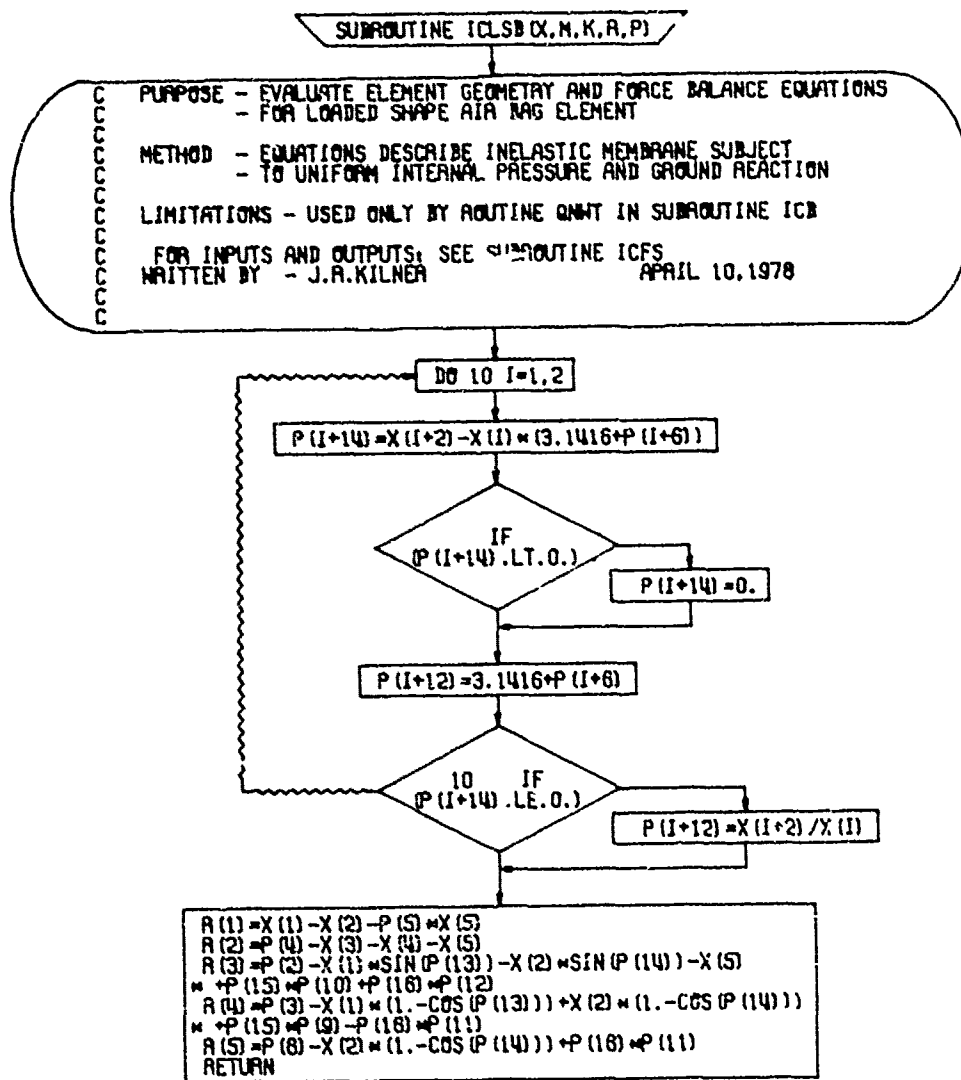 SUBROUTINE ICLSB(X,M,K,R,P)
C PURPOSE - EVALUATE ELEMENT GEOMETRY AND FORCE BALANCE EQUATIONS
C - FOR LOADED SHAPE AIR BAG ELEMENT
C
C METHOD - EQUATIONS DESCRIBE INELASTIC MEMBRANE SUBJECT
C - TO UNIFORM INTERNAL PRESSURE AND GROUND REACTION
C
C LIMITATIONS - USED ONLY BY ROUTINE QNWT IN SUBROUTINE ICB
C
C FOR INPUTS AND OUTPUTS, SEE SUBROUTINE ICFS
C WRITTEN BY - J.R.KILNER APRIL 10,1978
C
C
DO 10 I=1,2
P(I+14)=X(I+2)-X(I)*(3.1416+P(I+6))
IF
(P(I+14).LT.0.)
P(I+14)=0.
P(I+12)=3.1416+P(I+6)
10 IF
(P(I+14).LE.0.)
P(I+12)=X(I+2)/X(I)
R(1)=X(1)-X(2)-P(5)*X(5)
R(2)=P(4)-X(3)-X(4)-X(5)
R(3)=P(2)-X(1)*SIN(P(13))-X(2)*SIN(P(14))-X(5)
* +P(15)*P(10)+P(16)*P(12)
R(4)=P(3)-X(1)*(1.-COS(P(13)))+X(2)*(1.-COS(P(14)))
* +P(15)*P(9)-P(16)*P(11)
R(5)=P(8)-X(2)*(1.-COS(P(14)))+P(16)*P(11)
RETURN